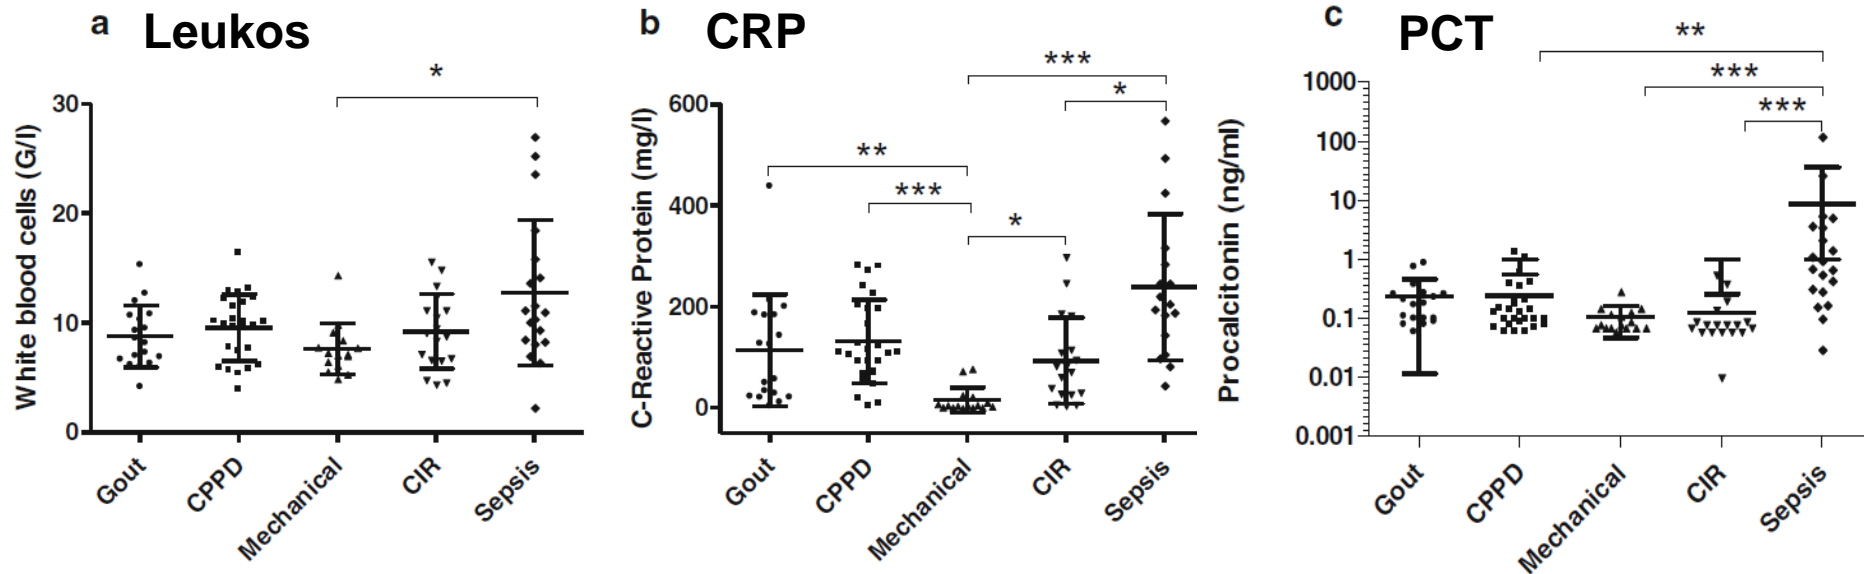 a Leukos
*
White blood cells (G/l)
30
20
10
0
Gout
CPPD
Mechanical
CIR
Sepsis
b CRP
***
*
**
***
*
C-Reactive Protein (mg/l)
600
400
200
0
Gout
CPPD
Mechanical
CIR
Sepsis
c PCT
**
***
***
Procalcitonin (ng/ml)
1000
100
10
1
0.1
0.01
0.001
Gout
CPPD
Mechanical
CIR
Sepsis